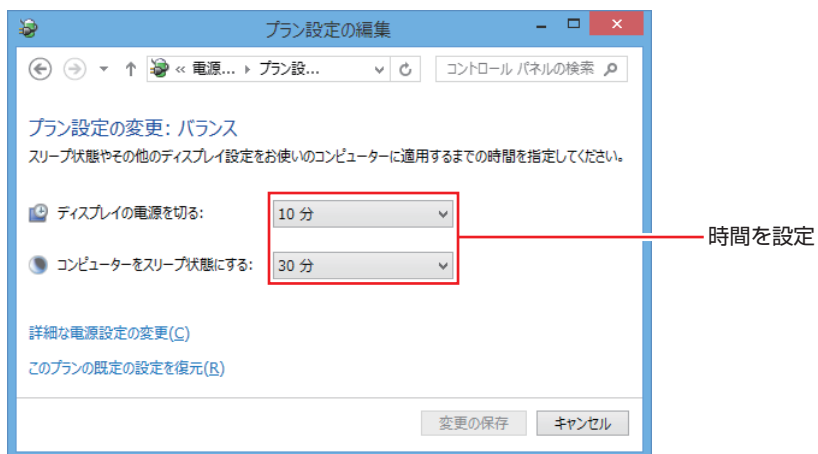 プラン設定の編集
« 電源... › プラン設...
コントロール パネルの検索
プラン設定の変更: バランス
スリープ状態やその他のディスプレイ設定をお使いのコンピューターに適用するまでの時間を指定してください。
ディスプレイの電源を切る: 10 分
時間を設定
コンピューターをスリープ状態にする: 30 分
詳細な電源設定の変更(C)
このプランの既定の設定を復元(R)
変更の保存 キャンセル